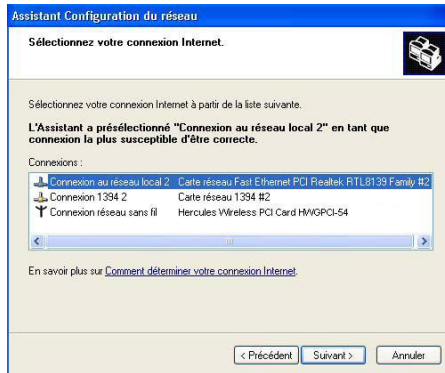 Assistant Configuration du réseau
Sélectionnez votre connexion Internet.
Sélectionnez votre connexion Internet à partir de la liste suivante.
L'Assistant a présélectionné "Connexion au réseau local 2" en tant que
connexion la plus susceptible d'être correcte.
Connexions :
Connexion au réseau local 2 Carte réseau Fast Ethernet PCI Realtek RTL8139 Family #2
Connexion 1394 2 Carte réseau 1394 #2
Connexion réseau sans fil Hercules Wireless PCI Card HWGPCI-54
En savoir plus sur Comment déterminer votre connexion Internet.
< Précédent Suivant > Annuler